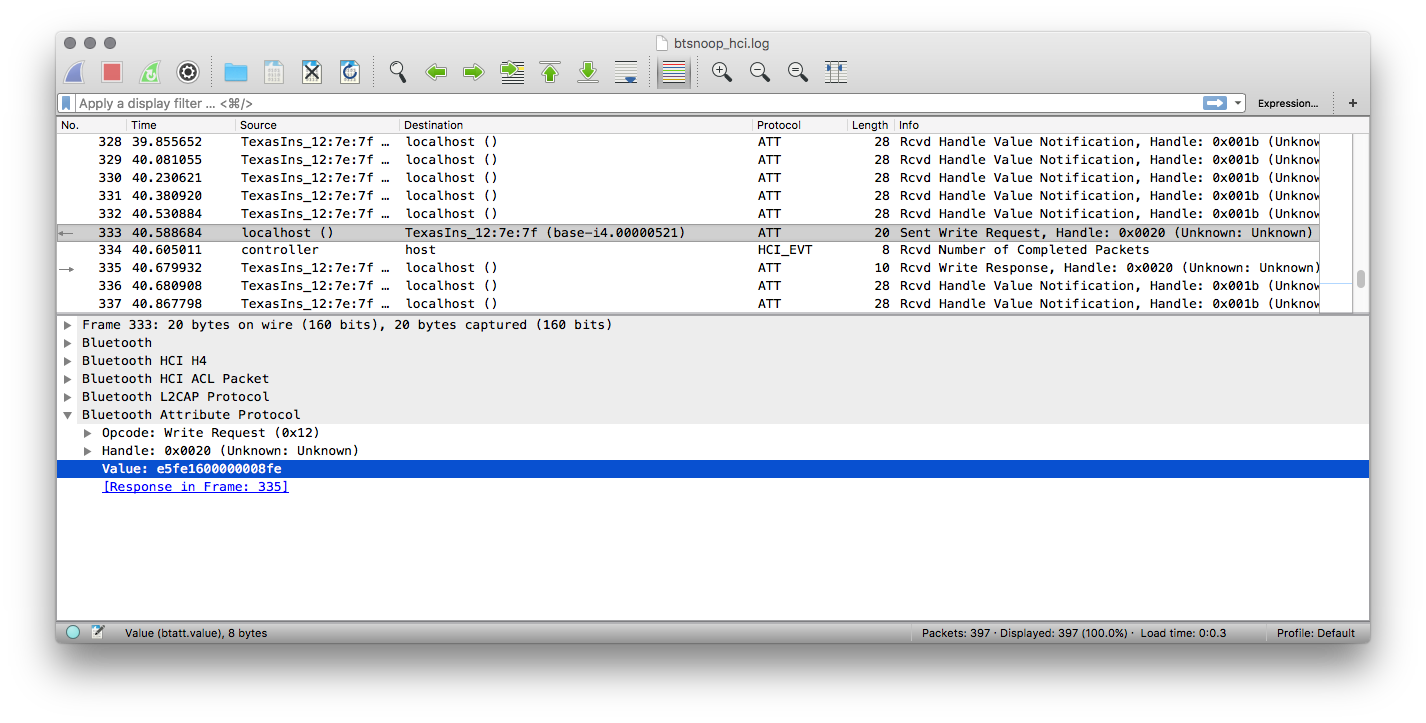 btsnoop_hci.log
Apply a display filter ... <⌘/>
Expression...
+
No. Time Source Destination Protocol Length Info
328 39.855652 TexasIns_12:7e:7f … localhost () ATT 28 Rcvd Handle Value Notification, Handle: 0x001b (Unknow
329 40.081055 TexasIns_12:7e:7f … localhost () ATT 28 Rcvd Handle Value Notification, Handle: 0x001b (Unknow
330 40.230621 TexasIns_12:7e:7f … localhost () ATT 28 Rcvd Handle Value Notification, Handle: 0x001b (Unknow
331 40.380920 TexasIns_12:7e:7f … localhost () ATT 28 Rcvd Handle Value Notification, Handle: 0x001b (Unknow
332 40.530884 TexasIns_12:7e:7f … localhost () ATT 28 Rcvd Handle Value Notification, Handle: 0x001b (Unknow
333 40.588684 localhost () TexasIns_12:7e:7f (base-i4.00000521) ATT 20 Sent Write Request, Handle: 0x0020 (Unknown: Unknown)
334 40.605011 controller host HCI_EVT 8 Rcvd Number of Completed Packets
335 40.679932 TexasIns_12:7e:7f … localhost () ATT 10 Rcvd Write Response, Handle: 0x0020 (Unknown: Unknown)
336 40.680908 TexasIns_12:7e:7f … localhost () ATT 28 Rcvd Handle Value Notification, Handle: 0x001b (Unknow
337 40.867798 TexasIns_12:7e:7f … localhost () ATT 28 Rcvd Handle Value Notification, Handle: 0x001b (Unknow
Frame 333: 20 bytes on wire (160 bits), 20 bytes captured (160 bits)
Bluetooth
Bluetooth HCI H4
Bluetooth HCI ACL Packet
Bluetooth L2CAP Protocol
Bluetooth Attribute Protocol
Opcode: Write Request (0x12)
Handle: 0x0020 (Unknown: Unknown)
Value: e5fe1600000008fe
[Response in Frame: 335]
Value (btatt.value), 8 bytes
Packets: 397 · Displayed: 397 (100.0%) · Load time: 0:0.3
Profile: Default